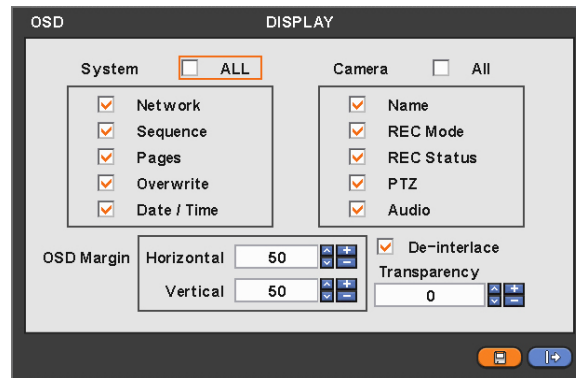 OSD DISPLAY
System ALL Camera All
Network Name
Sequence REC Mode
Pages REC Status
Overwrite PTZ
Date / Time Audio
OSD Margin Horizontal 50 De-interlace
Transparency
Vertical 50 0